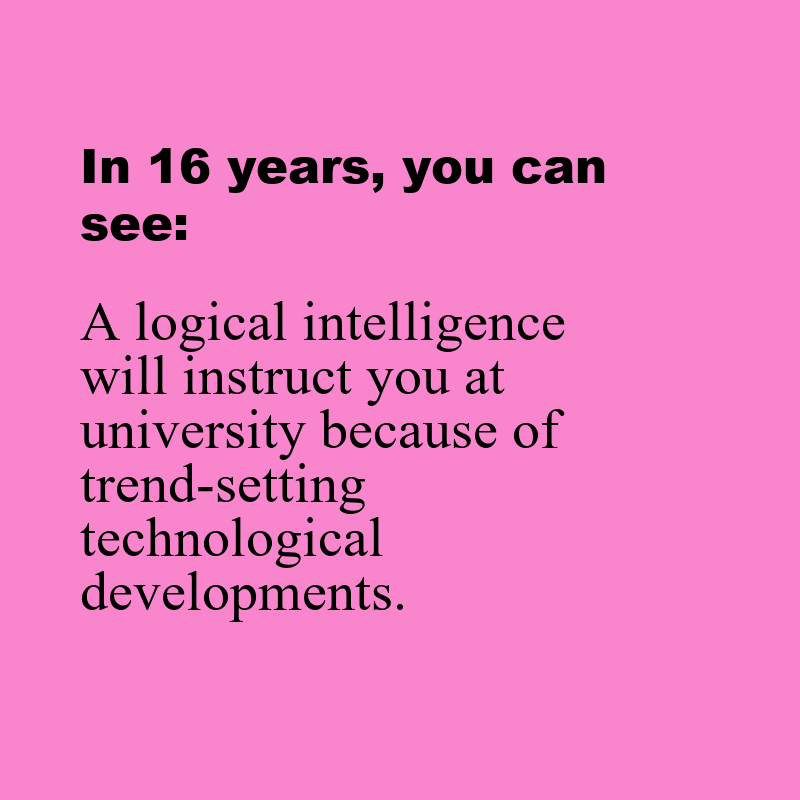 In 16 years, you can
see:
A logical intelligence
will instruct you at
university because of
trend-setting
technological
developments.